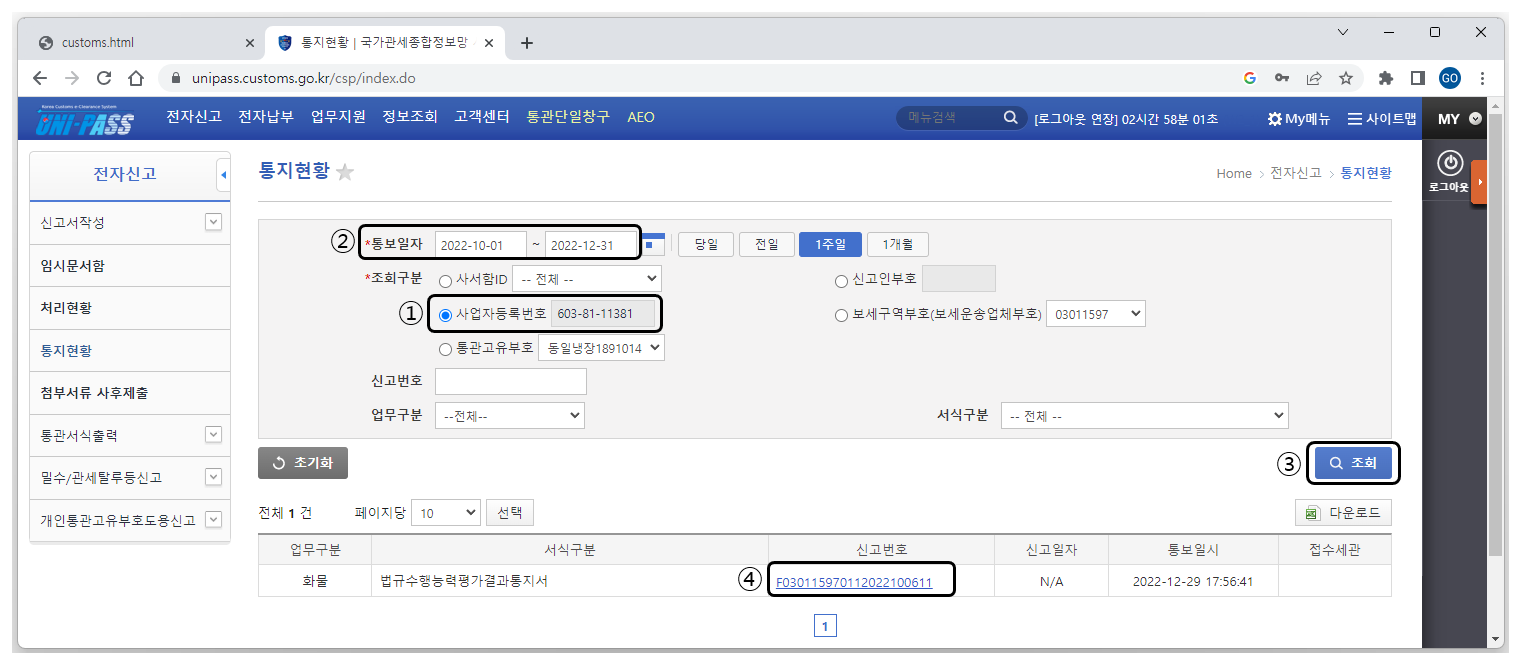 customs.html
통지현황 | 국가관세종합정보망
unipass.customs.go.kr/csp/index.do
GO
Korea Customs e-Clearance System
UNI-PASS
전자신고 전자납부 업무지원 정보조회 고객센터 통관단일창구 AEO
메뉴검색
[로그아웃 연장] 02시간 58분 01초
My메뉴
사이트맵
MY
로그아웃
전자신고
신고서작성
임시문서함
처리현황
통지현황
첨부서류 사후제출
통관서식출력
밀수/관세탈루등신고
개인통관고유부호도용신고
통지현황
Home > 전자신고 > 통지현황
② *통보일자 2022-10-01 ~ 2022-12-31 당일 전일 1주일 1개월
*조회구분 사서함ID -- 전체 -- 신고인부호
① 사업자등록번호 603-81-11381 보세구역부호(보세운송업체부호) 03011597
통관고유부호 동일냉장1891014
신고번호
업무구분 --전체-- 서식구분 -- 전체 --
초기화 ③ 조회
전체 1 건 페이지당 10 선택 다운로드
업무구분 서식구분 신고번호 신고일자 통보일시 접수세관
화물 법규수행능력평가결과통지서 ④ F030115970112022100611 N/A 2022-12-29 17:56:41
1